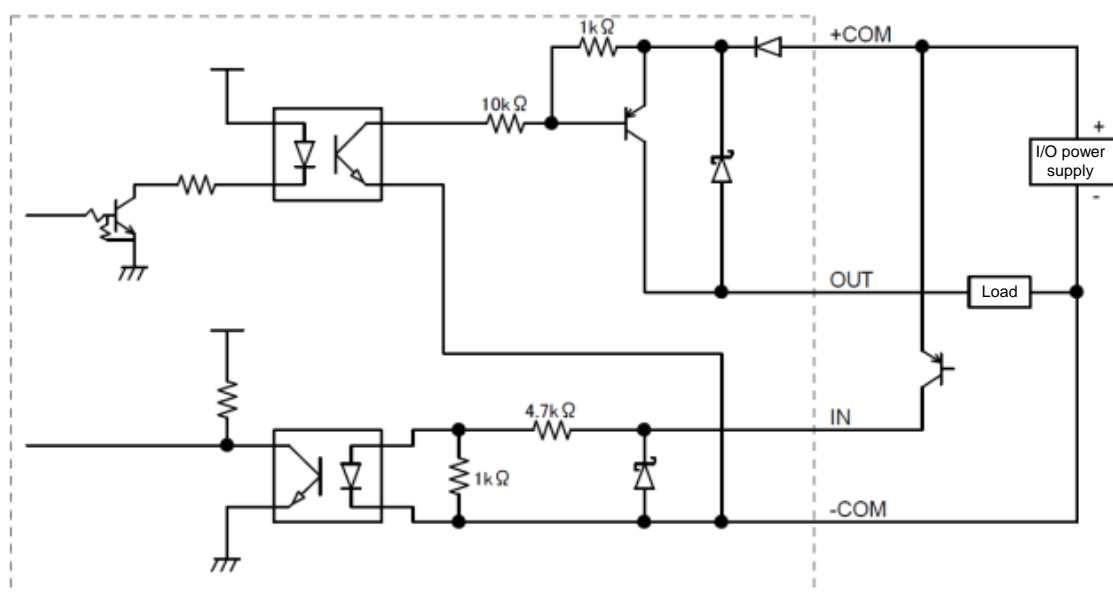 1kΩ
+COM
10kΩ
+
I/O power
supply
-
OUT
Load
4.7kΩ
IN
1kΩ
-COM